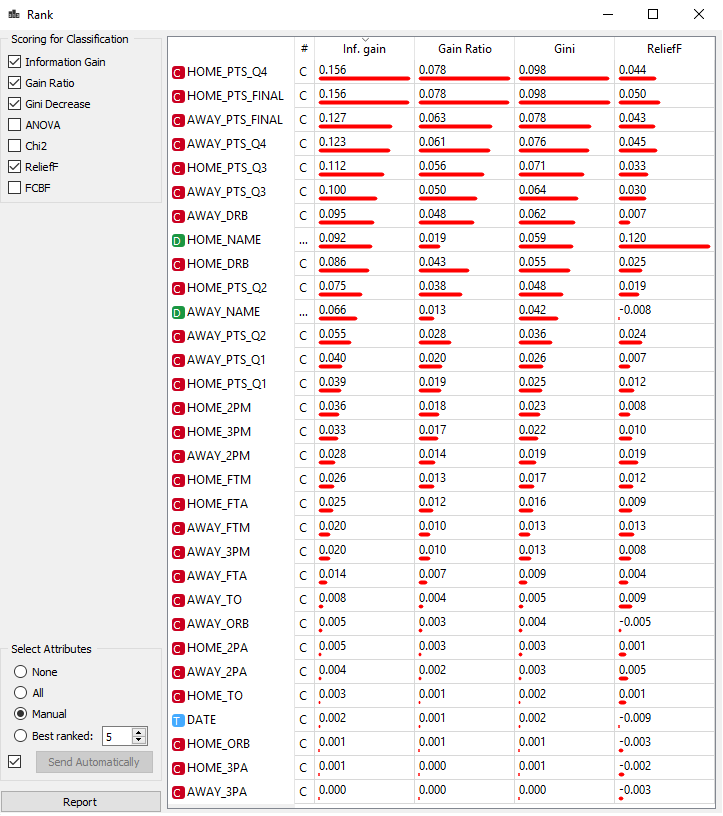 Rank
Scoring for Classification
Information Gain
Gain Ratio
Gini Decrease
ANOVA
Chi2
ReliefF
FCBF
# Inf. gain Gain Ratio Gini ReliefF
C HOME_PTS_Q4 C 0.156 0.078 0.098 0.044
C HOME_PTS_FINAL C 0.156 0.078 0.098 0.050
C AWAY_PTS_FINAL C 0.127 0.063 0.078 0.043
C AWAY_PTS_Q4 C 0.123 0.061 0.076 0.045
C HOME_PTS_Q3 C 0.112 0.056 0.071 0.033
C AWAY_PTS_Q3 C 0.100 0.050 0.064 0.030
C AWAY_DRB C 0.095 0.048 0.062 0.007
D HOME_NAME ... 0.092 0.019 0.059 0.120
C HOME_DRB C 0.086 0.043 0.055 0.025
C HOME_PTS_Q2 C 0.075 0.038 0.048 0.019
D AWAY_NAME ... 0.066 0.013 0.042 -0.008
C AWAY_PTS_Q2 C 0.055 0.028 0.036 0.024
C AWAY_PTS_Q1 C 0.040 0.020 0.026 0.007
C HOME_PTS_Q1 C 0.039 0.019 0.025 0.012
C HOME_2PM C 0.036 0.018 0.023 0.008
C HOME_3PM C 0.033 0.017 0.022 0.010
C AWAY_2PM C 0.028 0.014 0.019 0.019
C HOME_FTM C 0.026 0.013 0.017 0.012
C HOME_FTA C 0.025 0.012 0.016 0.009
C AWAY_FTM C 0.020 0.010 0.013 0.013
C AWAY_3PM C 0.020 0.010 0.013 0.008
C AWAY_FTA C 0.014 0.007 0.009 0.004
C AWAY_TO C 0.008 0.004 0.005 0.009
C AWAY_ORB C 0.005 0.003 0.004 -0.005
C HOME_2PA C 0.005 0.003 0.003 0.001
C AWAY_2PA C 0.004 0.002 0.003 0.005
C HOME_TO C 0.003 0.001 0.002 0.001
T DATE C 0.002 0.001 0.002 -0.009
C HOME_ORB C 0.001 0.001 0.001 -0.003
C HOME_3PA C 0.001 0.000 0.001 -0.002
C AWAY_3PA C 0.000 0.000 0.000 -0.003
Select Attributes
None
All
Manual
Best ranked: 5
Send Automatically
Report